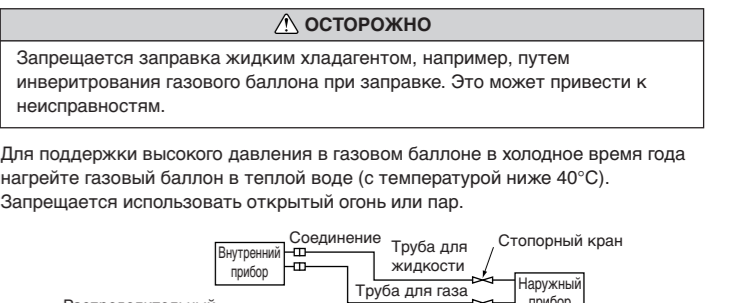 ОСТОРОЖНО
Запрещается заправка жидким хладагентом, например, путем
инверитрования газового баллона при заправке. Это может привести к
неисправностям.
Для поддержки высокого давления в газовом баллоне в холодное время года
нагрейте газовый баллон в теплой воде (с температурой ниже 40°C).
Запрещается использовать открытый огонь или пар.
Соединение
Труба для
жидкости
Стопорный кран
Внутренний
прибор
Труба для газа
Наружный
прибор